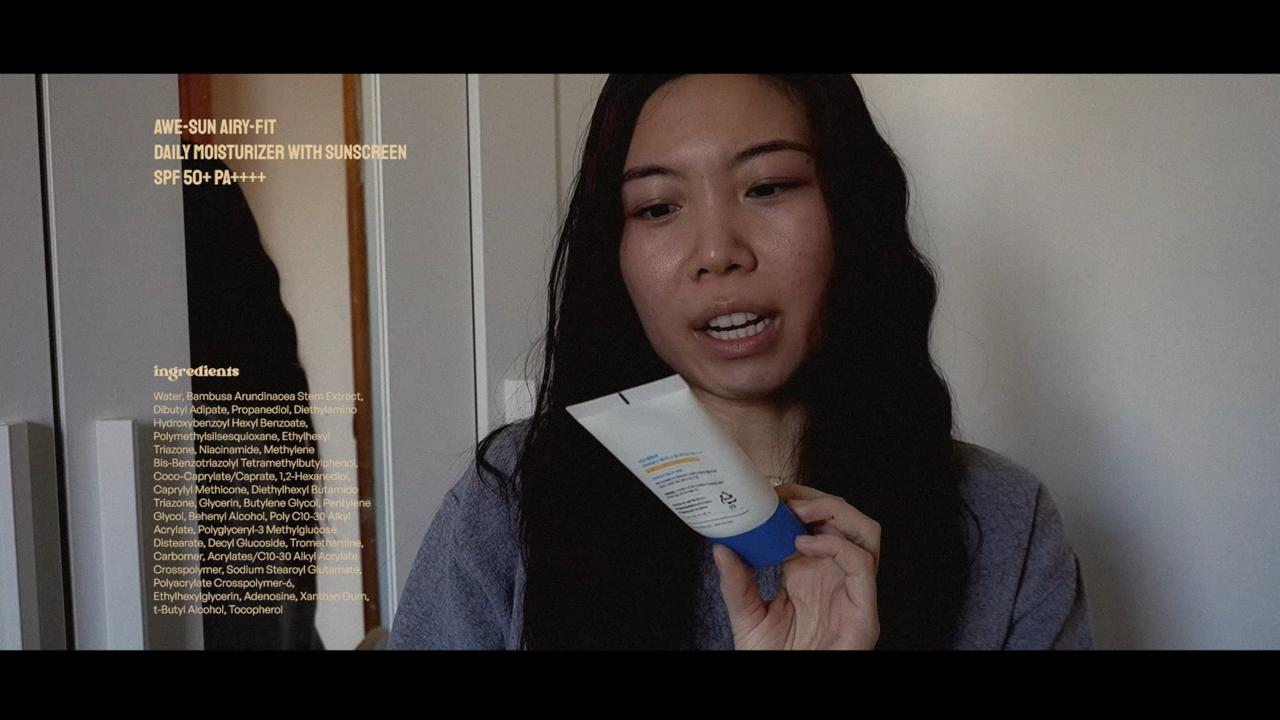 AWE-SUN AIRY-FIT
DAILY MOISTURIZER WITH SUNSCREEN
SPF 50+ PA++++
ingredients
Water, Bambusa Arundinacea Stem Extract,
Dibutyl Adipate, Propanediol, Diethylamino
Hydroxybenzoyl Hexyl Benzoate,
Polymethylsilsesquioxane, Ethylhexyl
Triazone, Niacinamide, Methylene
Bis-Benzotriazolyl Tetramethylbutylphenol,
Coco-Caprylate/Caprate, 1,2-Hexanediol,
Caprylyl Methicone, Diethylhexyl Butamido
Triazone, Glycerin, Butylene Glycol, Pentylene
Glycol, Behenyl Alcohol, Poly C10-30 Alkyl
Acrylate, Polyglyceryl-3 Methylglucose
Distearate, Decyl Glucoside, Tromethamine,
Carbomer, Acrylates/C10-30 Alkyl Acrylate
Crosspolymer, Sodium Stearoyl Glutamate,
Polyacrylate Crosspolymer-6,
Ethylhexylglycerin, Adenosine, Xanthan Gum,
t-Butyl Alcohol, Tocopherol